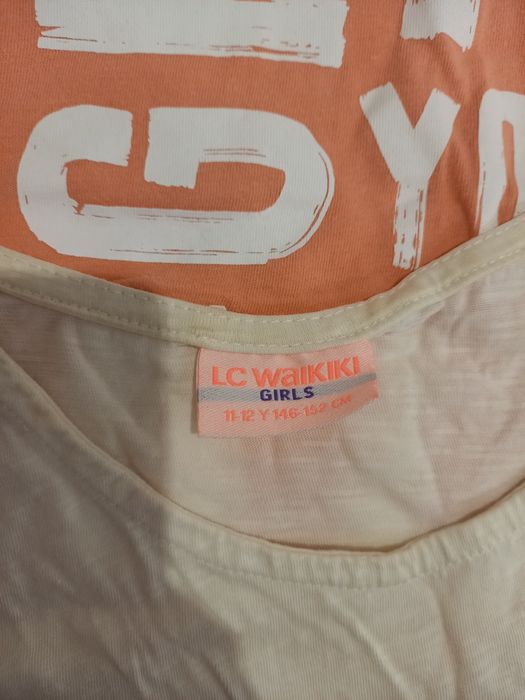 G Y
LC WAIKIKI
GIRLS
11-12 Y 146-152 CM